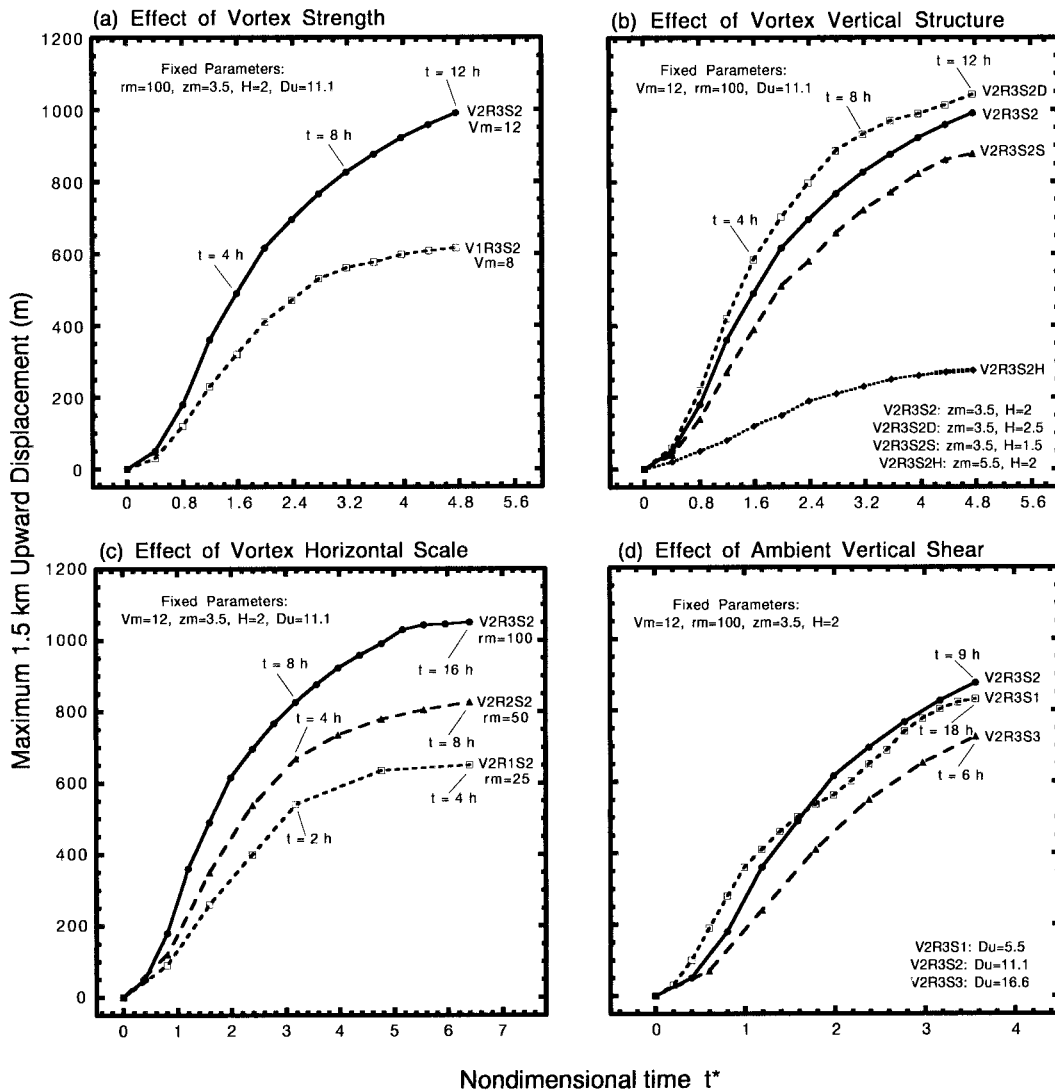 (a) Effect of Vortex Strength
1200
1000
800
600
400
200
0
Fixed Parameters:
rm=100, zm=3.5, H=2, Du=11.1
t = 12 h
V2R3S2
Vm=12
t = 8 h
t = 4 h
V1R3S2
Vm=8
0 0.8 1.6 2.4 3.2 4 4.8 5.6
(b) Effect of Vortex Vertical Structure
Fixed Parameters:
Vm=12, rm=100, Du=11.1
t = 12 h
V2R3S2D
t = 8 h
V2R3S2
V2R3S2S
t = 4 h
V2R3S2H
V2R3S2: zm=3.5, H=2
V2R3S2D: zm=3.5, H=2.5
V2R3S2S: zm=3.5, H=1.5
V2R3S2H: zm=5.5, H=2
0 0.8 1.6 2.4 3.2 4 4.8 5.6
Maximum 1.5 km Upward Displacement (m)
(c) Effect of Vortex Horizontal Scale
1200
1000
800
600
400
200
0
Fixed Parameters:
Vm=12, zm=3.5, H=2, Du=11.1
V2R3S2
rm=100
t = 8 h
t = 16 h
t = 4 h
V2R2S2
rm=50
t = 8 h
V2R1S2
rm=25
t = 4 h
t = 2 h
0 1 2 3 4 5 6 7
(d) Effect of Ambient Vertical Shear
Fixed Parameters:
Vm=12, rm=100, zm=3.5, H=2
t = 9 h
V2R3S2
V2R3S1
t = 18 h
V2R3S3
t = 6 h
V2R3S1: Du=5.5
V2R3S2: Du=11.1
V2R3S3: Du=16.6
0 1 2 3 4
Nondimensional time t*